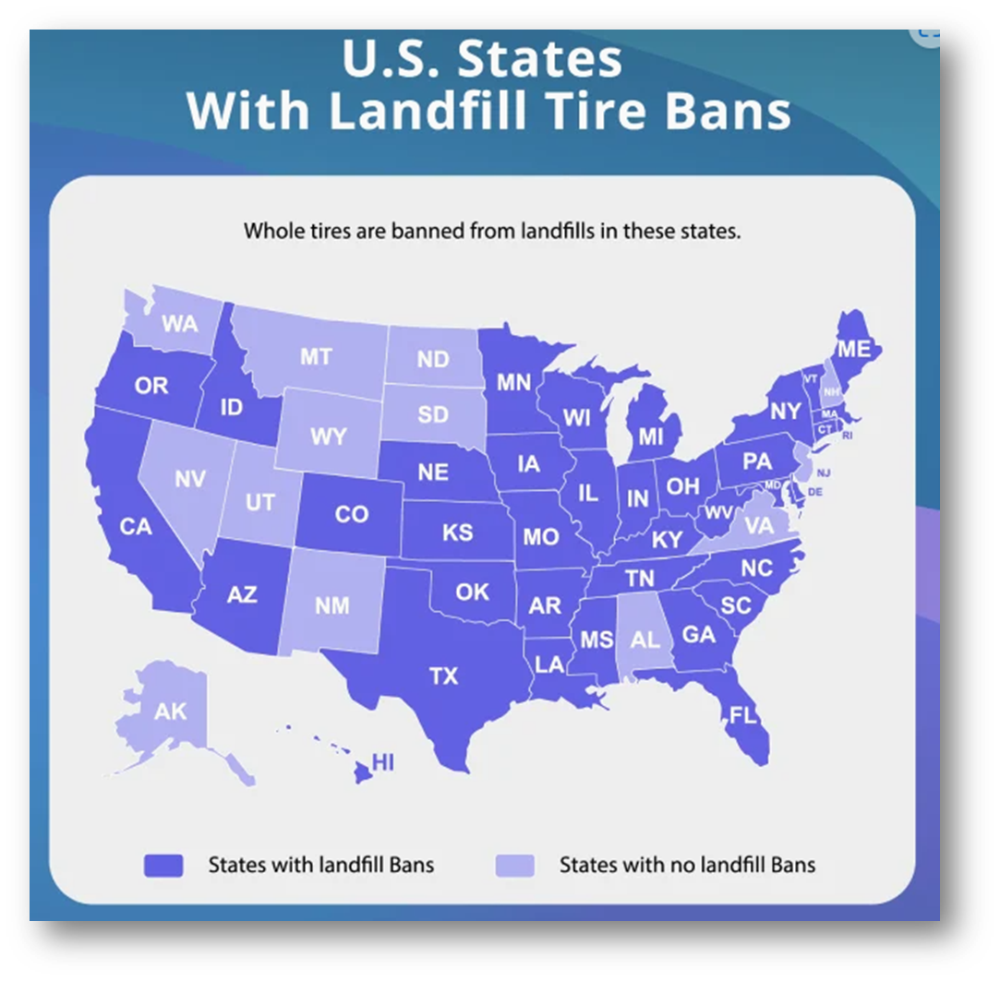 U.S. States
With Landfill Tire Bans
Whole tires are banned from landfills in these states.
WA
MT
ND
MN
ME
OR
ID
SD
WI
VT
NH
WY
MI
NY
MA
CT
RI
NV
NE
IA
PA
NJ
UT
CO
IL
IN
OH
MD
DE
CA
KS
MO
WV
VA
KY
AZ
NM
OK
AR
TN
NC
SC
MS
AL
GA
TX
LA
AK
FL
HI
States with landfill Bans
States with no landfill Bans